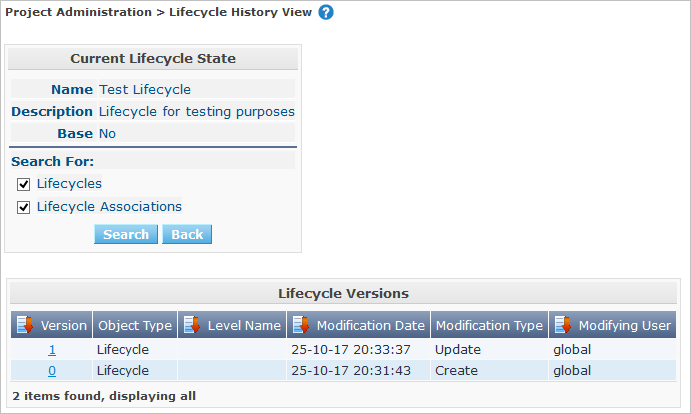 Project Administration > Lifecycle History View ?
Current Lifecycle State
Name Test Lifecycle
Description Lifecycle for testing purposes
Base No
Search For:
Lifecycles
Lifecycle Associations
Search Back
Lifecycle Versions
Version Object Type Level Name Modification Date Modification Type Modifying User
1 Lifecycle 25-10-17 20:33:37 Update global
0 Lifecycle 25-10-17 20:31:43 Create global
2 items found, displaying all